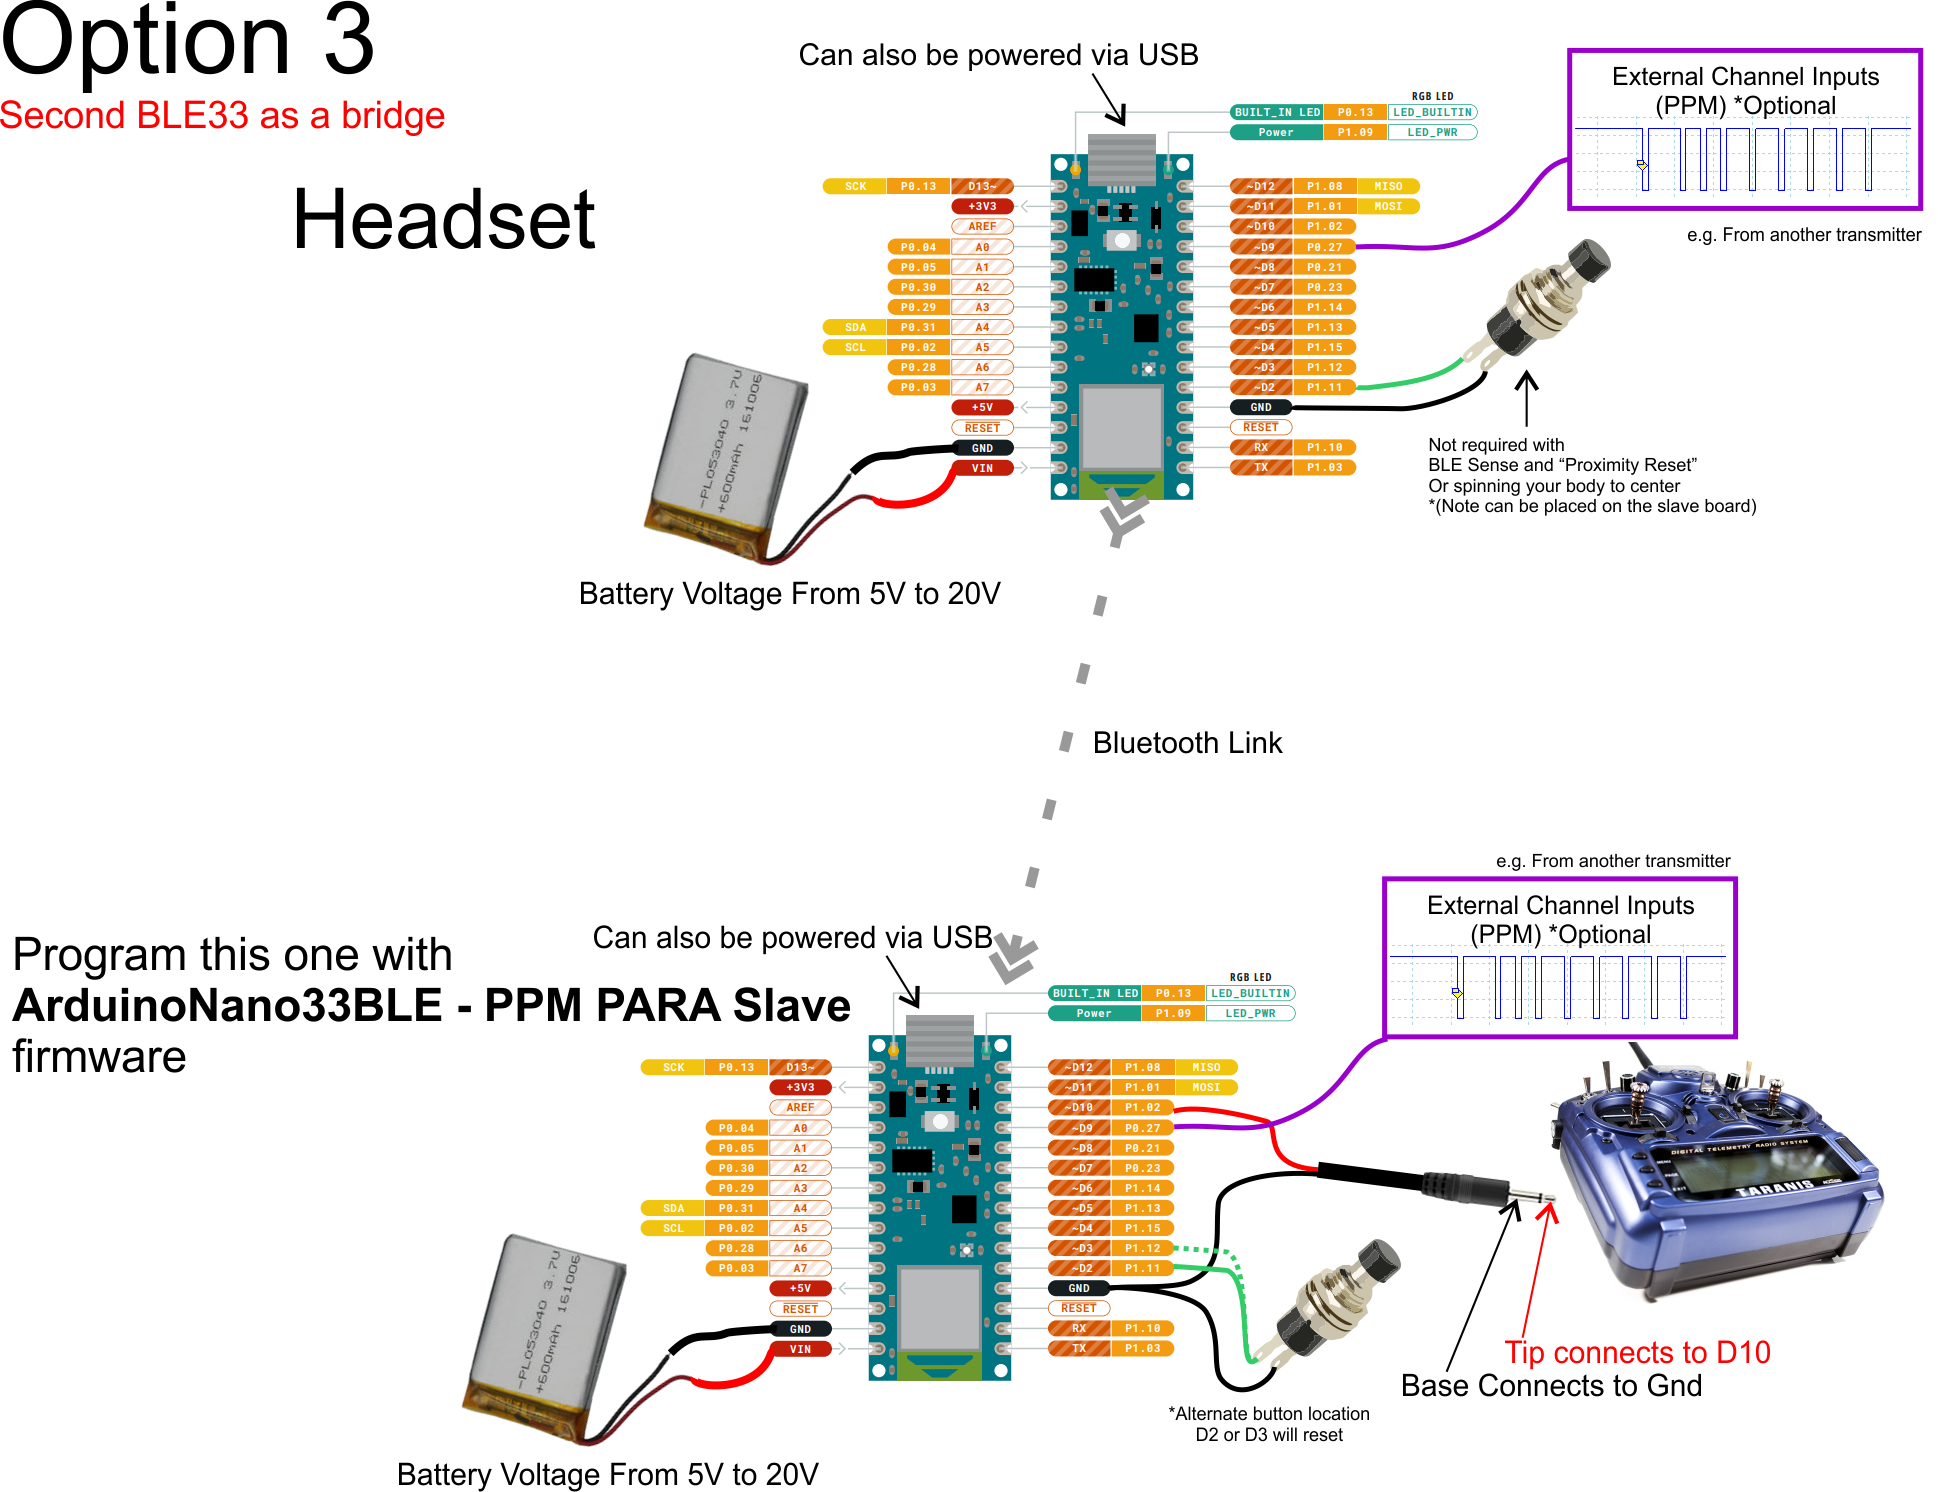 Option 3
Second BLE33 as a bridge
Headset
Can also be powered via USB
RGB LED
BUILT_IN LED P0.13 LED_BUILTIN
Power P1.09 LED_PWR
External Channel Inputs
(PPM) *Optional
e.g. From another transmitter
SCK P0.13 D13~
+3V3
AREF
P0.04 A0
P0.05 A1
P0.30 A2
P0.29 A3
SDA P0.31 A4
SCL P0.02 A5
P0.28 A6
P0.03 A7
+5V
RESET
GND
VIN
~D12 P1.08 MISO
~D11 P1.01 MOSI
~D10 P1.02
~D9 P0.27
~D8 P0.21
~D7 P0.23
~D6 P1.14
~D5 P1.13
~D4 P1.15
~D3 P1.12
~D2 P1.11
GND
RESET
RX P1.10
TX P1.03
-PL053040 3.7V
+600mAh 161006
Battery Voltage From 5V to 20V
Not required with
BLE Sense and “Proximity Reset”
Or spinning your body to center
*(Note can be placed on the slave board)
Bluetooth Link
Program this one with
ArduinoNano33BLE - PPM PARA Slave
firmware
Can also be powered via USB
RGB LED
BUILT_IN LED P0.13 LED_BUILTIN
Power P1.09 LED_PWR
e.g. From another transmitter
External Channel Inputs
(PPM) *Optional
SCK P0.13 D13~
+3V3
AREF
P0.04 A0
P0.05 A1
P0.30 A2
P0.29 A3
SDA P0.31 A4
SCL P0.02 A5
P0.28 A6
P0.03 A7
+5V
RESET
GND
VIN
~D12 P1.08 MISO
~D11 P1.01 MOSI
~D10 P1.02
~D9 P0.27
~D8 P0.21
~D7 P0.23
~D6 P1.14
~D5 P1.13
~D4 P1.15
~D3 P1.12
~D2 P1.11
GND
RESET
RX P1.10
TX P1.03
-PL053040 3.7V
+600mAh 161006
Battery Voltage From 5V to 20V
DIGITAL TELEMETRY RADIO SYSTEM
MENU
PAGE
EXIT
TARANIS
Tip connects to D10
Base Connects to Gnd
*Alternate button location
D2 or D3 will reset